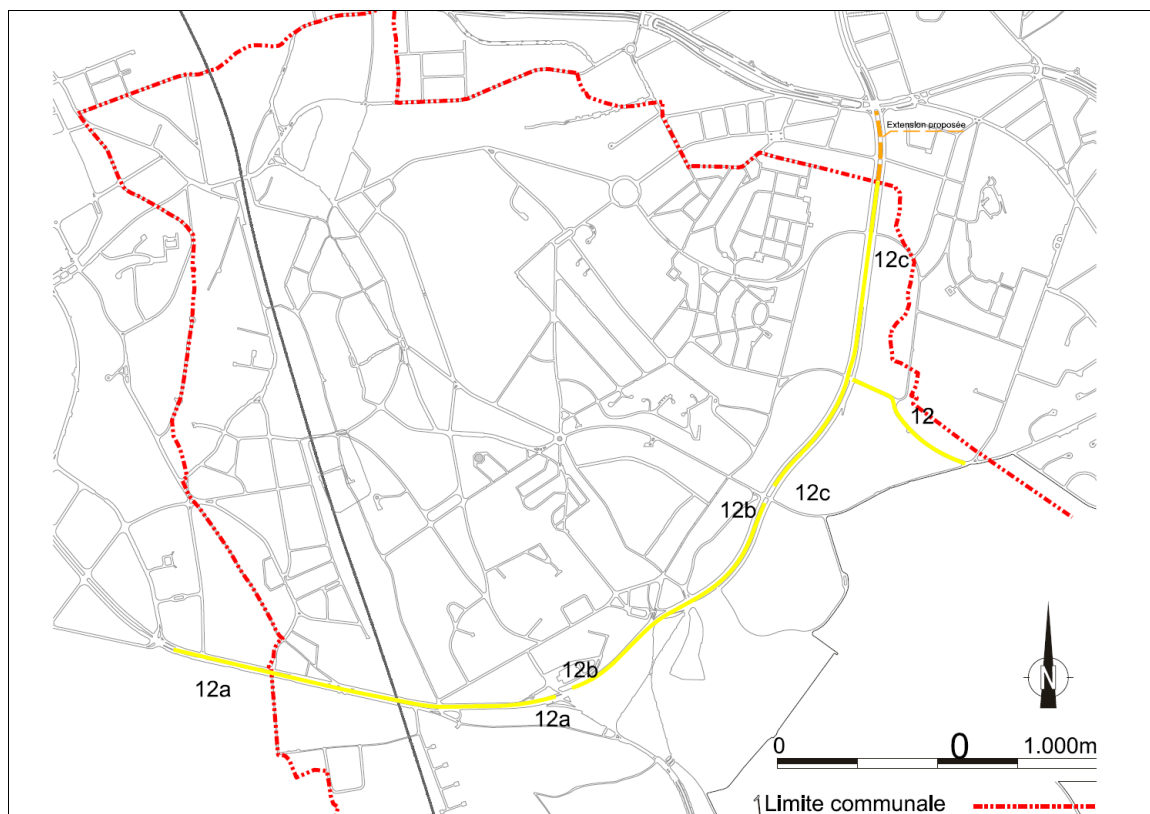 Extension proposée
12c
12
12c
12b
12b
12a
12a
N
0 0 1.000m
Limite communale